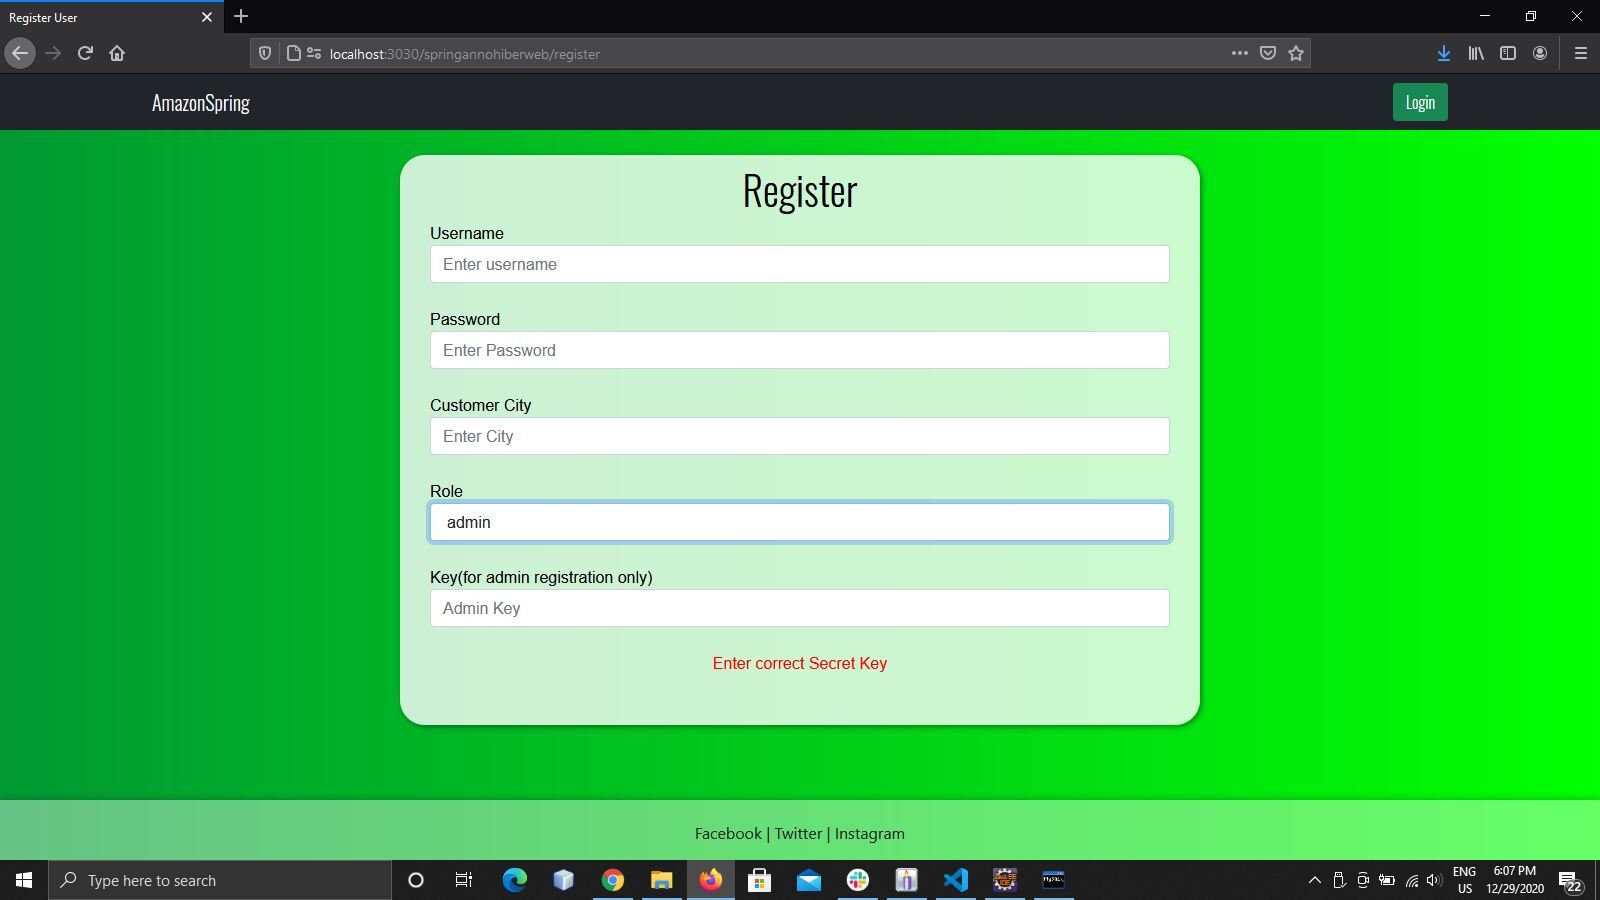 Register User
localhost:3030/springannohiberweb/register
AmazonSpring
Login
Register
Username
Enter username
Password
Enter Password
Customer City
Enter City
Role
admin
Key(for admin registration only)
Admin Key
Enter correct Secret Key
Facebook | Twitter | Instagram
Type here to search
ENG
US
6:07 PM
12/29/2020
22